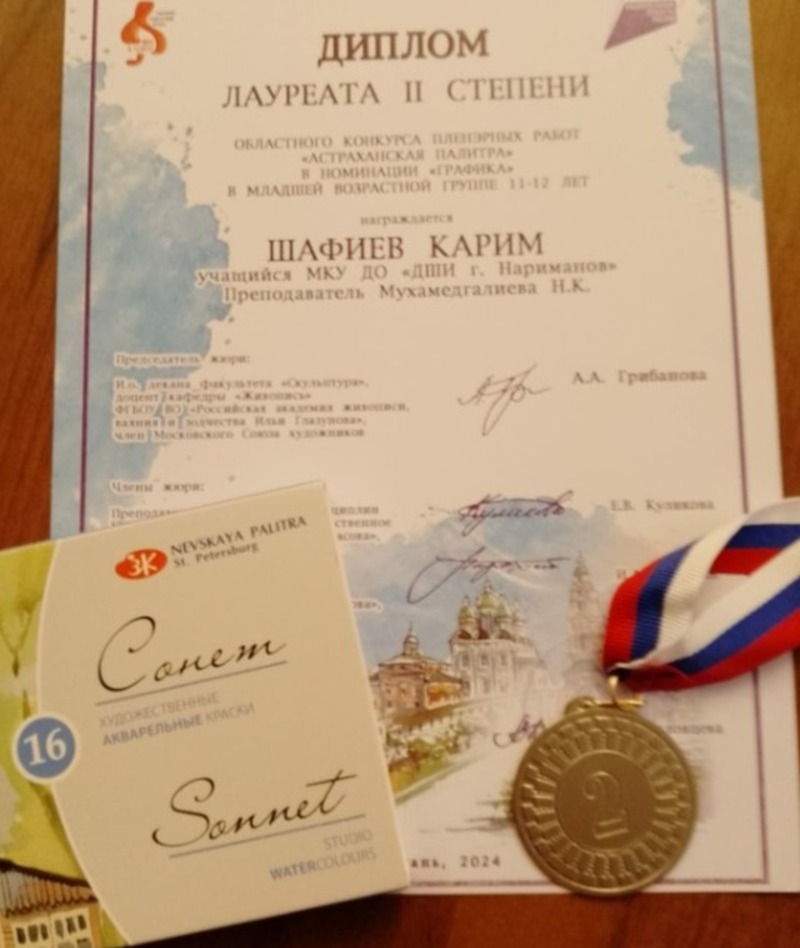 ДИПЛОМ
ЛАУРЕАТА II СТЕПЕНИ
ОБЛАСТНОГО КОНКУРСА ПЛЕНЭРНЫХ РАБОТ
«АСТРАХАНСКАЯ ПАЛИТРА»
В НОМИНАЦИИ «ГРАФИКА»
В МЛАДШЕЙ ВОЗРАСТНОЙ ГРУППЕ 11-12 ЛЕТ
награждается
ШАФИЕВ КАРИМ
учащийся МКУ ДО «ДШИ г. Нариманов»
Преподаватель Мухамедгалиева Н.К.
Председатель жюри:
И.о. декана факультета «Скульптура»,
доцент кафедры «Живопись»
ФГБОУ ВО «Российская академия живописи,
ваяния и зодчества Ильи Глазунова»,
член Московского Союза художников
А.А. Грибанова
Члены жюри:
Е.В. Куликова
2024
ЗК NEVSKAYA PALITRA
St. Petersburg
Сонет
ХУДОЖЕСТВЕННЫЕ
АКВАРЕЛЬНЫЕ КРАСКИ
16
Sonnet
STUDIO
WATERCOLOURS
2